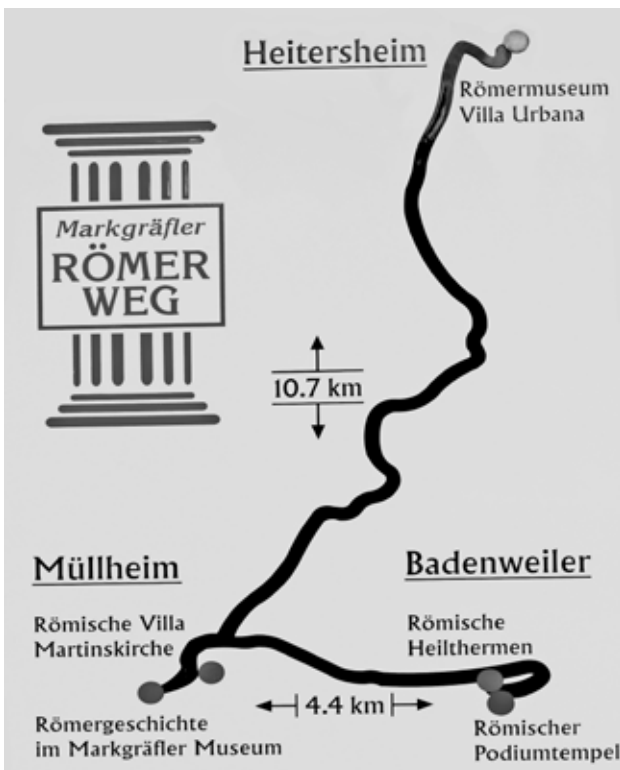 Heitersheim
Römermuseum
Villa Urbana
Markgräfler
RÖMER
WEG
10.7 km
Müllheim
Römische Villa
Martinskirche
Römergeschichte
im Markgräfler Museum
Badenweiler
Römische
Heilthermen
4.4 km
Römischer
Podiumtempel